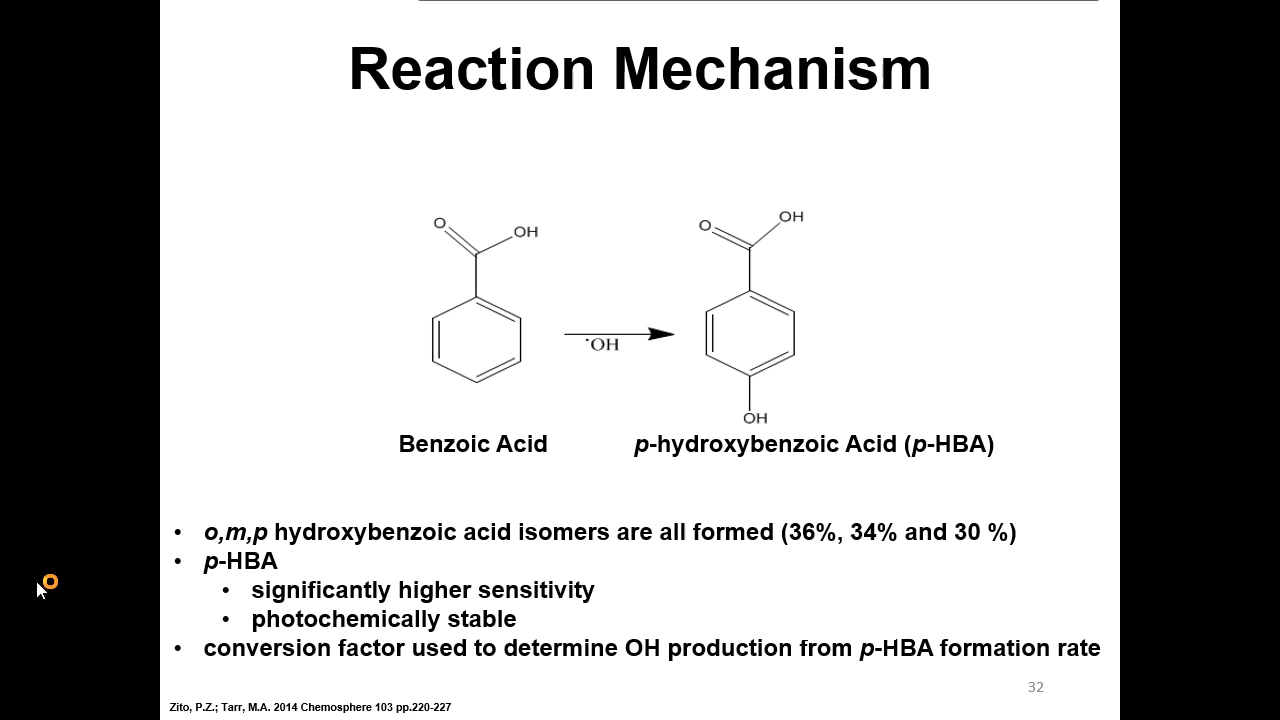 Reaction Mechanism
O
OH
O
OH
˙OH
OH
Benzoic Acid
p-hydroxybenzoic Acid (p-HBA)
• o,m,p hydroxybenzoic acid isomers are all formed (36%, 34% and 30 %)
• p-HBA
• significantly higher sensitivity
• photochemically stable
• conversion factor used to determine OH production from p-HBA formation rate
32
Zito, P.Z.; Tarr, M.A. 2014 Chemosphere 103 pp.220-227